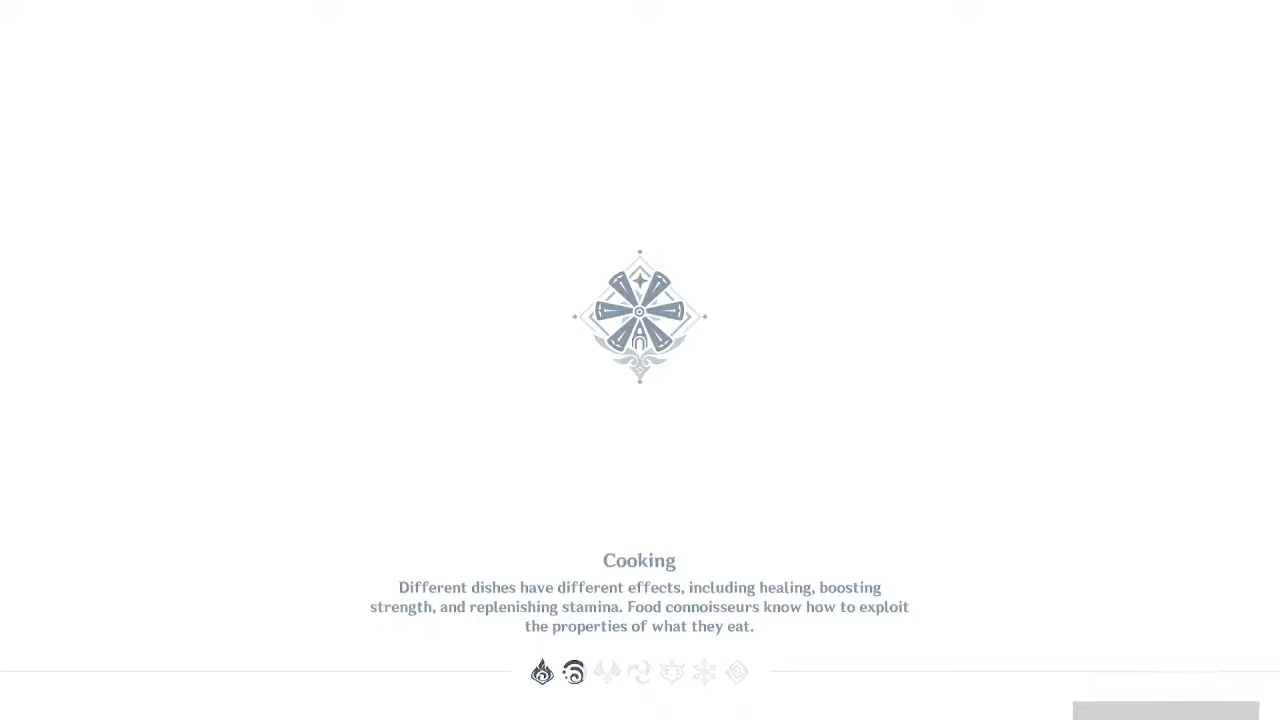 Cooking
Different dishes have different effects, including healing, boosting
strength, and replenishing stamina. Food connoisseurs know how to exploit
the properties of what they eat.